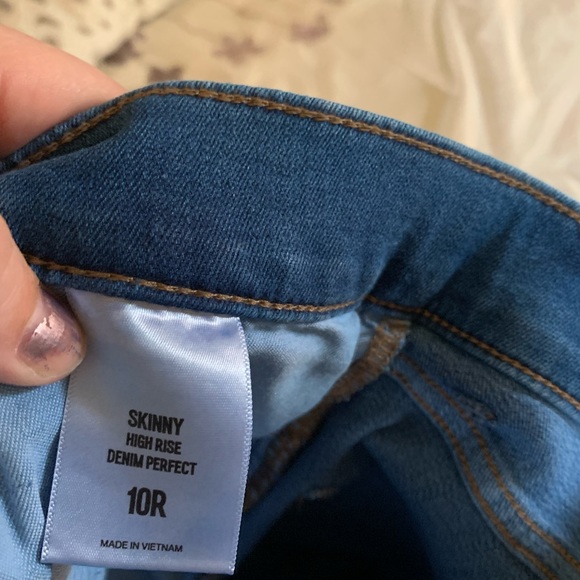 SKINNY
HIGH RISE
DENIM PERFECT
10R
MADE IN VIETNAM